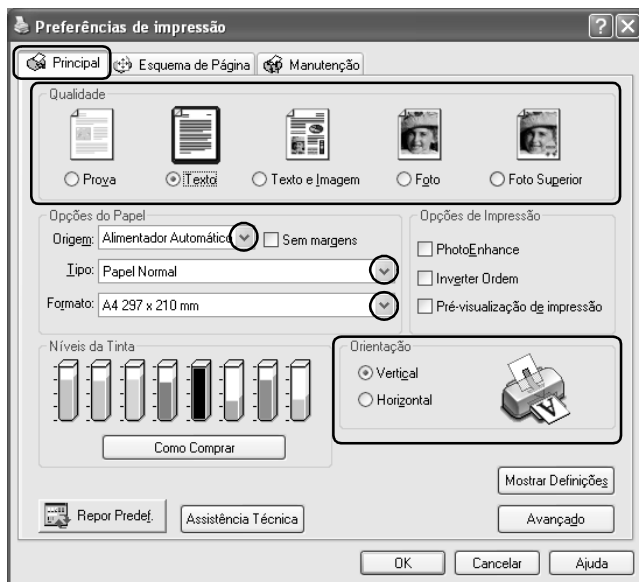 Preferências de impressão
Principal
Esquema de Página
Manutenção
Qualidade
Prova
Texto
Texto e Imagem
Foto
Foto Superior
Opções do Papel
Origem: Alimentador Automático
Sem margens
Tipo: Papel Normal
Formato: A4 297 x 210 mm
Opções de Impressão
PhotoEnhance
Inverter Ordem
Pré-visualização de impressão
Níveis da Tinta
Como Comprar
Orientação
Vertical
Horizontal
A
Mostrar Definições
Repor Predef.
Assistência Técnica
Avançado
OK
Cancelar
Ajuda